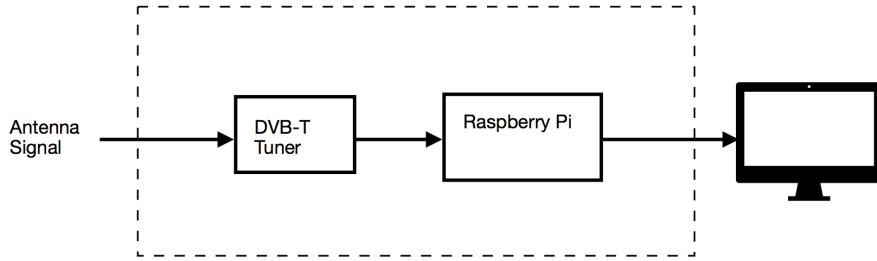 Antenna
Signal
DVB-T
Tuner
Raspberry Pi